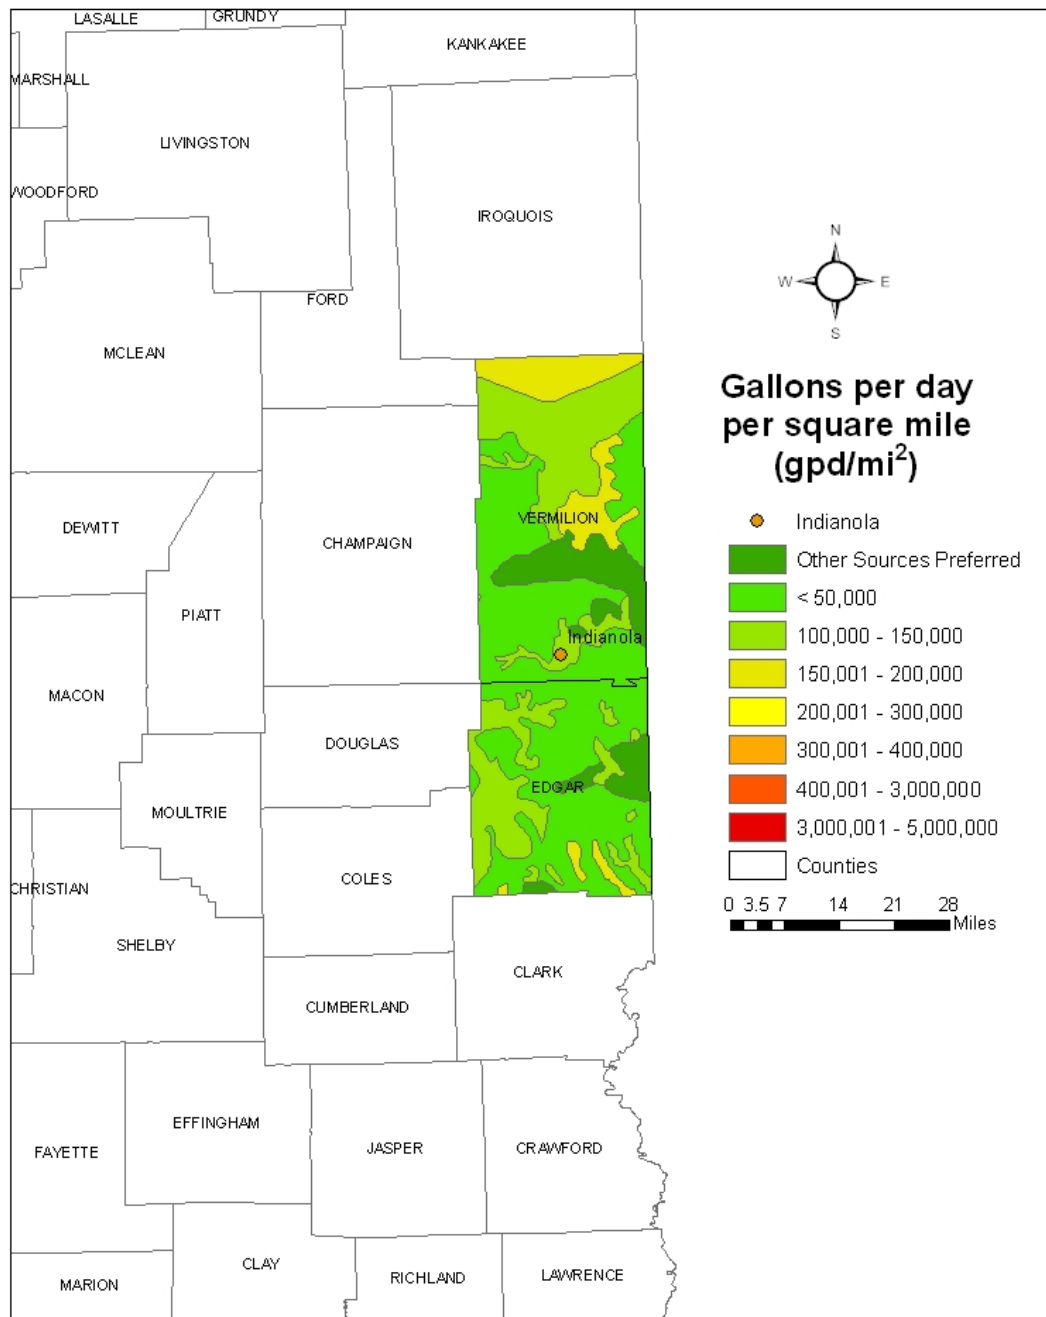 LASALLE
GRUNDY
KANKAKEE
MARSHALL
LIVINGSTON
WOODFORD
IROQUOIS
FORD
MCLEAN
N
W
E
S
Gallons per day
per square mile
(gpd/mi²)
DEWITT
CHAMPAIGN
VERMILION
PIATT
Indianola
MACON
DOUGLAS
EDGAR
MOULTRIE
COLES
CHRISTIAN
SHELBY
CLARK
CUMBERLAND
EFFINGHAM
FAYETTE
JASPER
CRAWFORD
CLAY
MARION
RICHLAND
LAWRENCE
Indianola
Other Sources Preferred
< 50,000
100,000 - 150,000
150,001 - 200,000
200,001 - 300,000
300,001 - 400,000
400,001 - 3,000,000
3,000,001 - 5,000,000
Counties
0 3.5 7 14 21 28
Miles